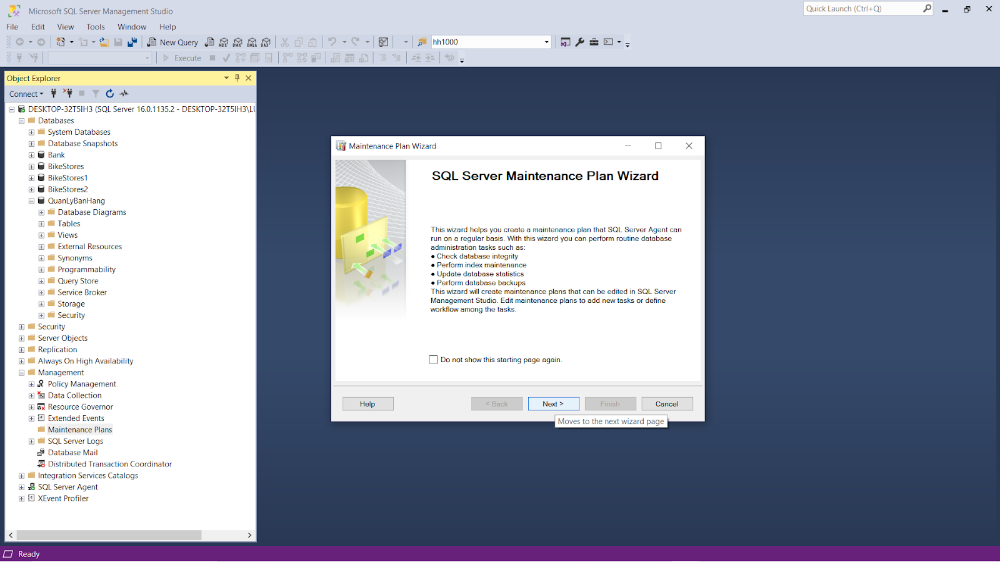 Microsoft SQL Server Management Studio
Quick Launch (Ctrl+Q)
File Edit View Tools Window Help
New Query MDX DMX XMLA DAX hh1000
Execute
Object Explorer
Connect
DESKTOP-32T5IH3 (SQL Server 16.0.1135.2 - DESKTOP-32T5IH3\LU
Databases
System Databases
Database Snapshots
Bank
BikeStores
BikeStores1
BikeStores2
QuanLyBanHang
Database Diagrams
Tables
Views
External Resources
Synonyms
Programmability
Query Store
Service Broker
Storage
Security
Security
Server Objects
Replication
Always On High Availability
Management
Policy Management
Data Collection
Resource Governor
Extended Events
Maintenance Plans
SQL Server Logs
Database Mail
Distributed Transaction Coordinator
Integration Services Catalogs
SQL Server Agent
XEvent Profiler
Maintenance Plan Wizard
SQL Server Maintenance Plan Wizard
This wizard helps you create a maintenance plan that SQL Server Agent can
run on a regular basis. With this wizard you can perform routine database
administration tasks such as:
● Check database integrity
● Perform index maintenance
● Update database statistics
● Perform database backups
This wizard will create maintenance plans that can be edited in SQL Server
Management Studio. Edit maintenance plans to add new tasks or define
workflow among the tasks.
Do not show this starting page again.
Help < Back Next > Finish Cancel
Moves to the next wizard page
Ready